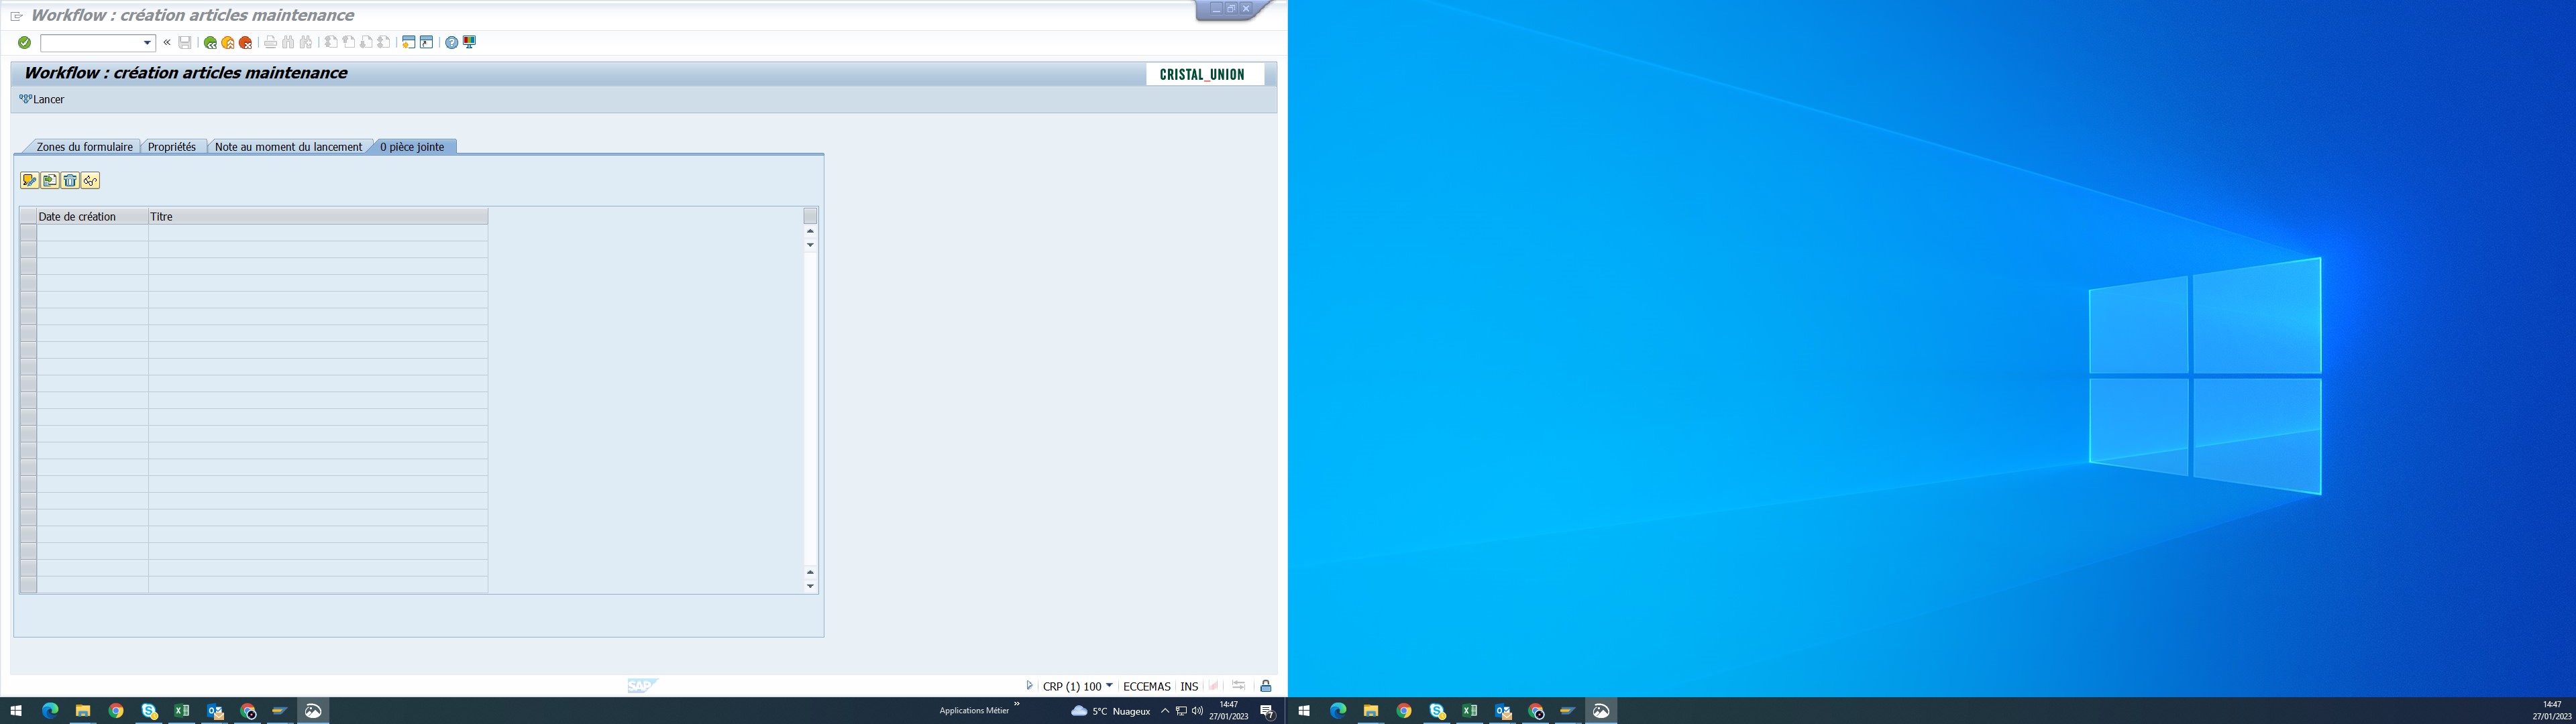 Workflow : création articles maintenance
Workflow : création articles maintenance
CRISTAL_UNION
Lancer
Zones du formulaire
Propriétés
Note au moment du lancement
0 pièce jointe
Date de création
Titre
SAP
CRP (1) 100
ECCEMAS
INS
Applications Métier
5°C Nuageux
14:47
27/01/2023
7
14:47
27/01/2023